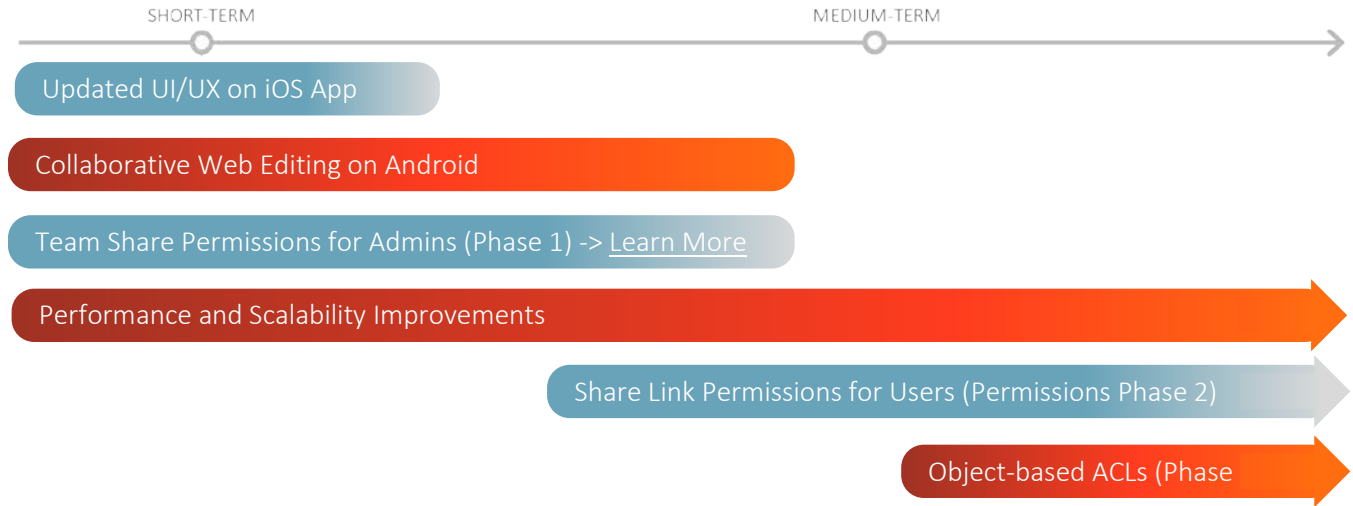 SHORT-TERM
MEDIUM-TERM
Updated UI/UX on iOS App
Collaborative Web Editing on Android
Team Share Permissions for Admins (Phase 1) -> Learn More
Performance and Scalability Improvements
Share Link Permissions for Users (Permissions Phase 2)
Object-based ACLs (Phase